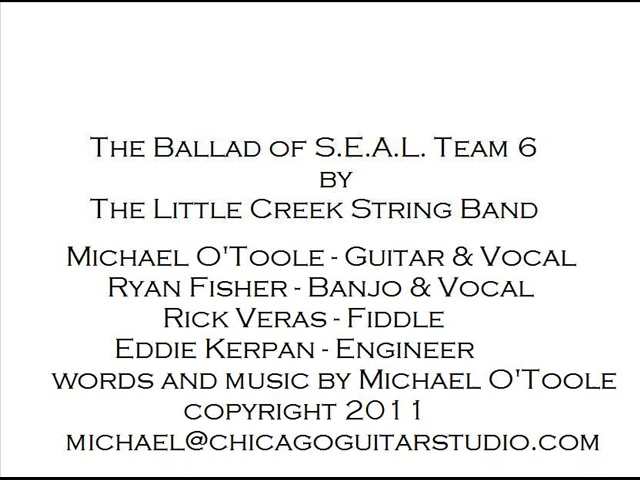 The Ballad of S.E.A.L. Team 6
by
The Little Creek String Band
Michael O'Toole - Guitar & Vocal
Ryan Fisher - Banjo & Vocal
Rick Veras - Fiddle
Eddie Kerpan - Engineer
words and music by Michael O'Toole
copyright 2011
michael@chicagoguitarstudio.com